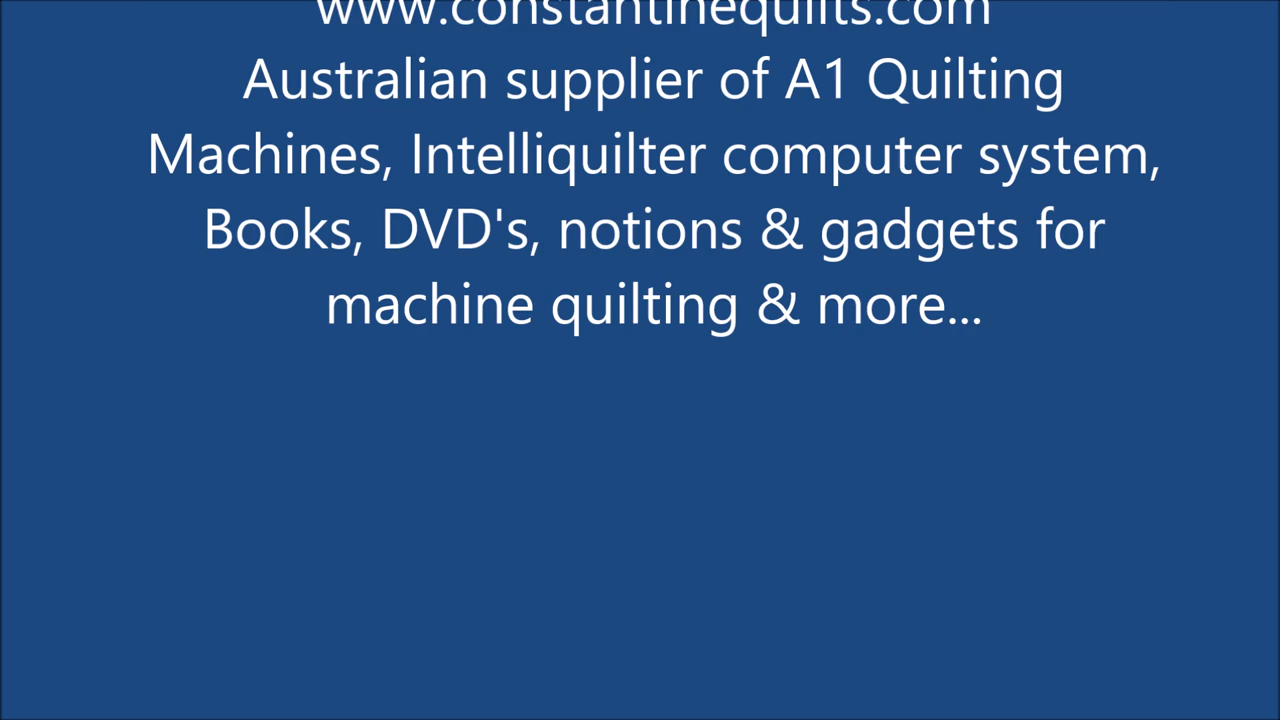 www.constantinequilts.com
Australian supplier of A1 Quilting
Machines, Intelliquilter computer system,
Books, DVD's, notions & gadgets for
machine quilting & more...